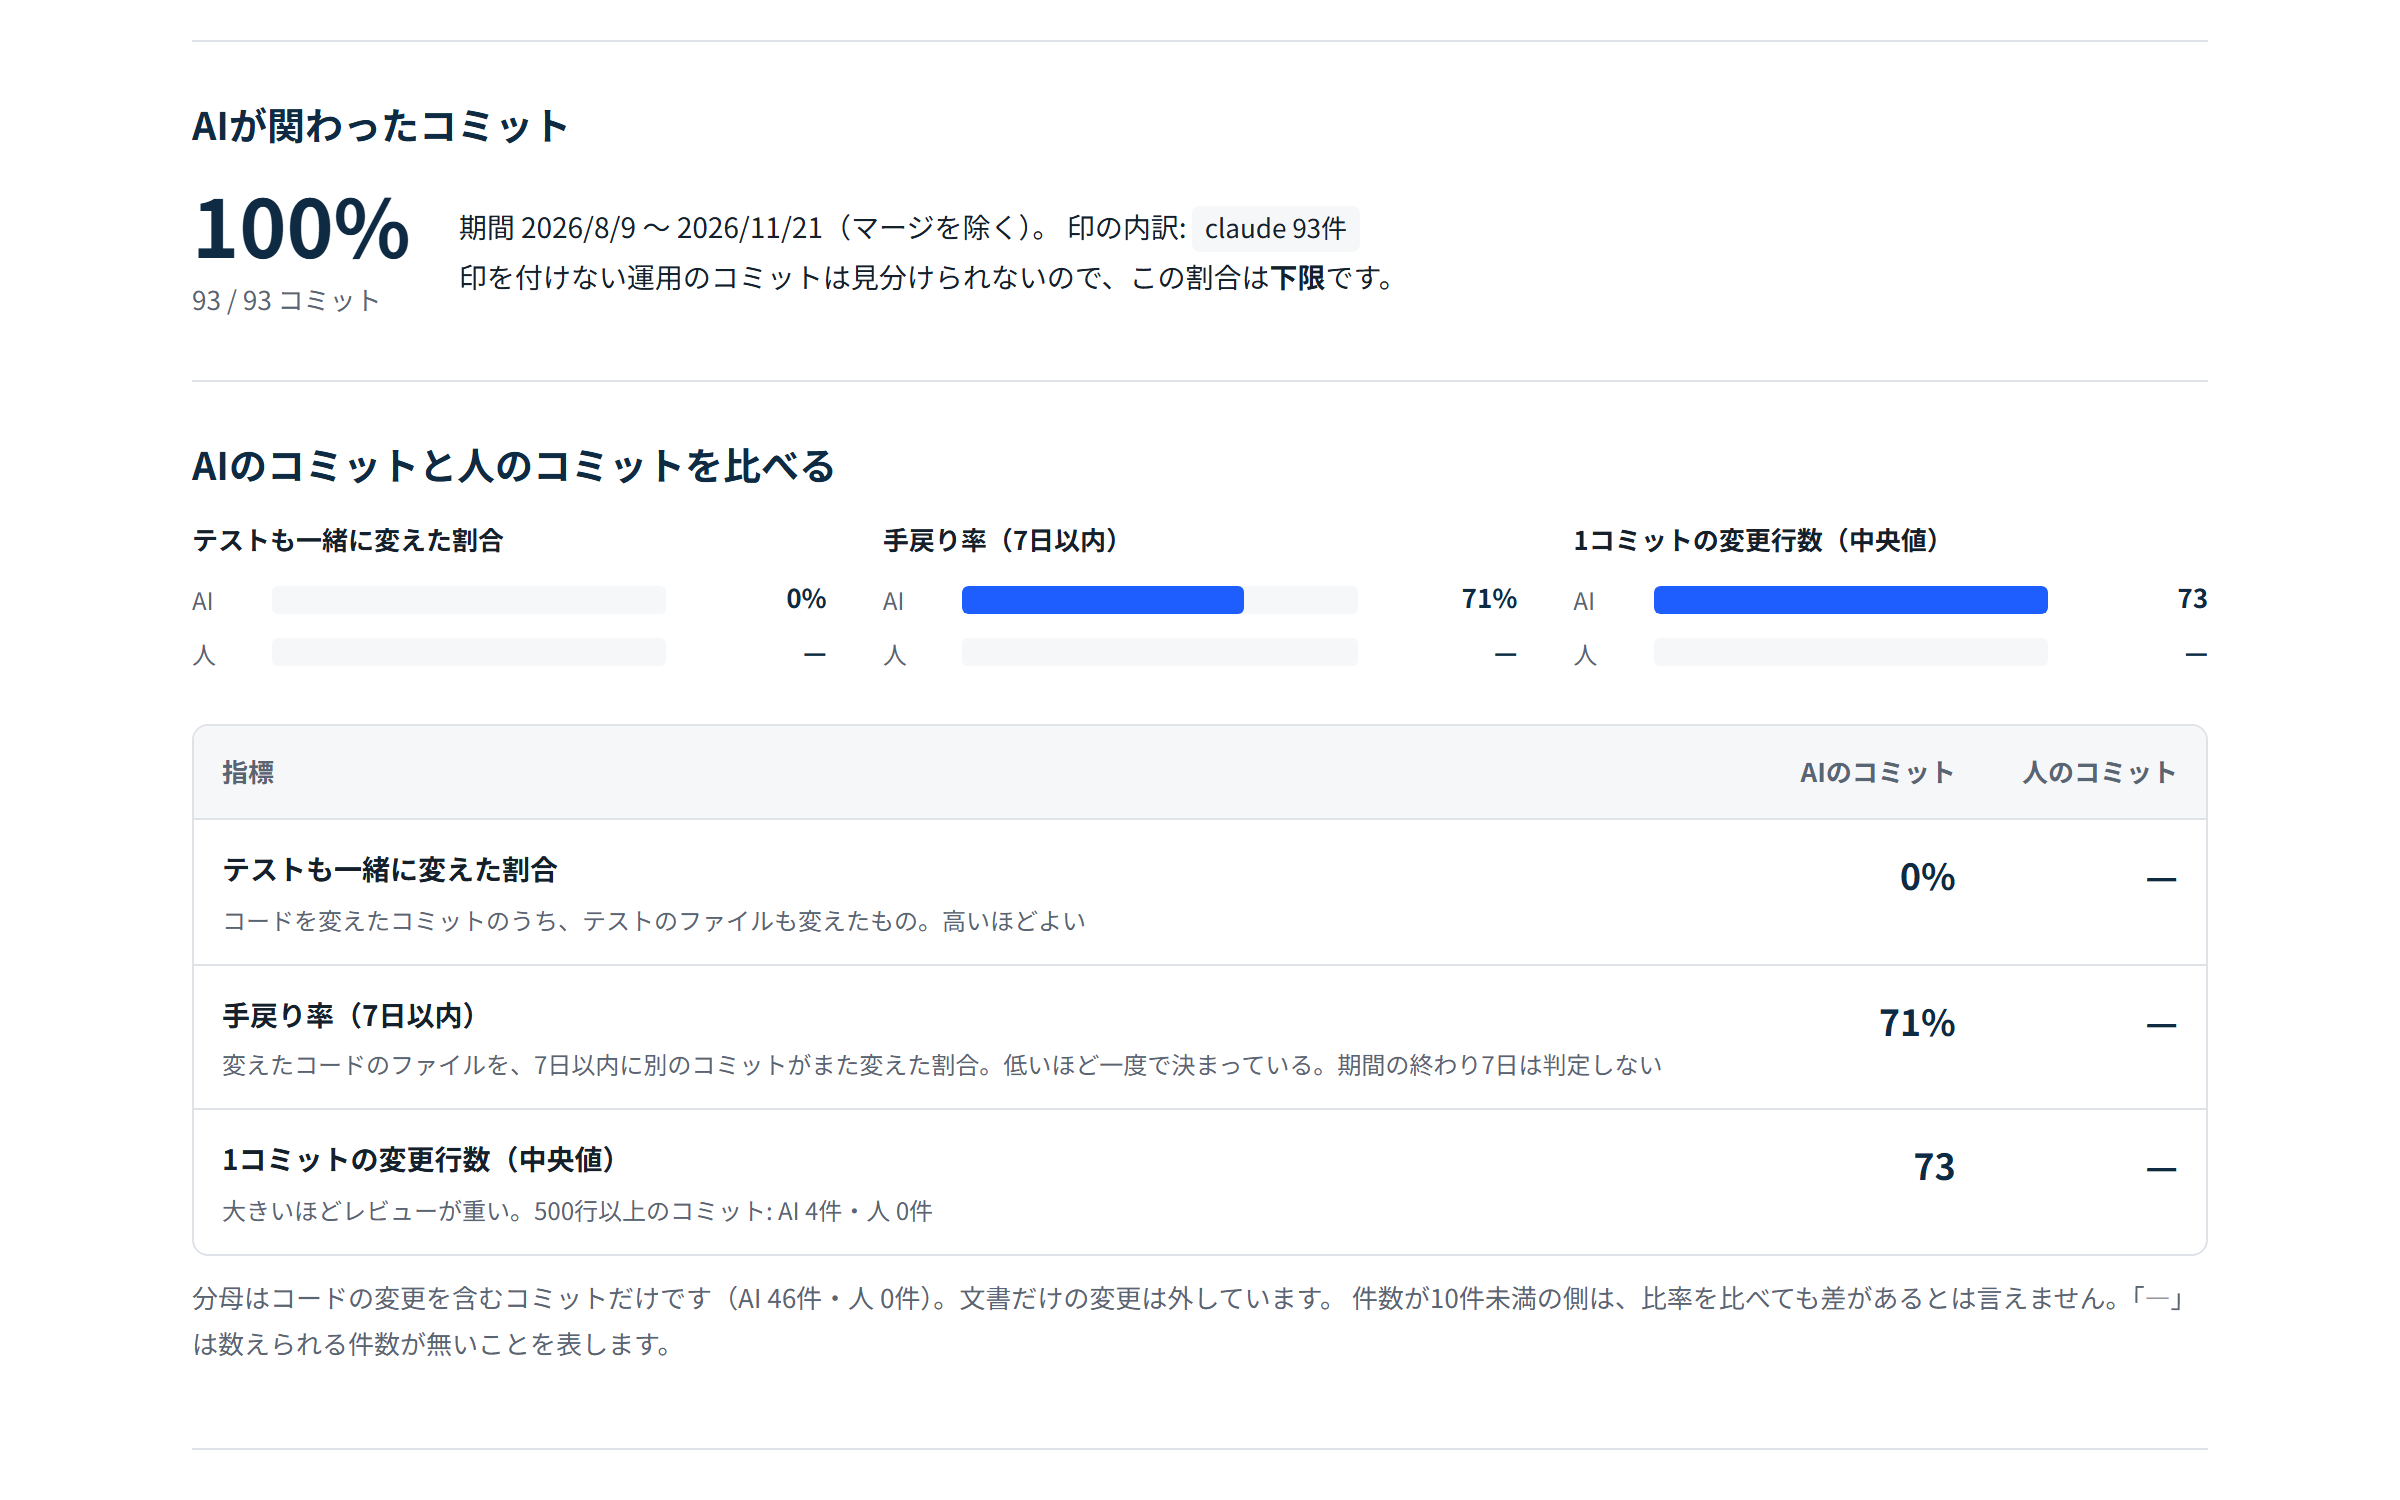 AIが関わったコミット
100%
93 / 93 コミット
期間 2026/8/9 〜 2026/11/21（マージを除く）。 印の内訳: claude 93件
印を付けない運用のコミットは見分けられないので、この割合は下限です。
AIのコミットと人のコミットを比べる
テストも一緒に変えた割合
AI 0%
人 —
手戻り率（7日以内）
AI 71%
人 —
1コミットの変更行数（中央値）
AI 73
人 —
指標 AIのコミット 人のコミット
テストも一緒に変えた割合 0% —
コードを変えたコミットのうち、テストのファイルも変えたもの。高いほどよい
手戻り率（7日以内） 71% —
変えたコードのファイルを、7日以内に別のコミットがまた変えた割合。低いほど一度で決まっている。期間の終わり7日は判定しない
1コミットの変更行数（中央値） 73 —
大きいほどレビューが重い。500行以上のコミット: AI 4件・人 0件
分母はコードの変更を含むコミットだけです（AI 46件・人 0件）。文書だけの変更は外しています。 件数が10件未満の側は、比率を比べても差があるとは言えません。「—」
は数えられる件数が無いことを表します。